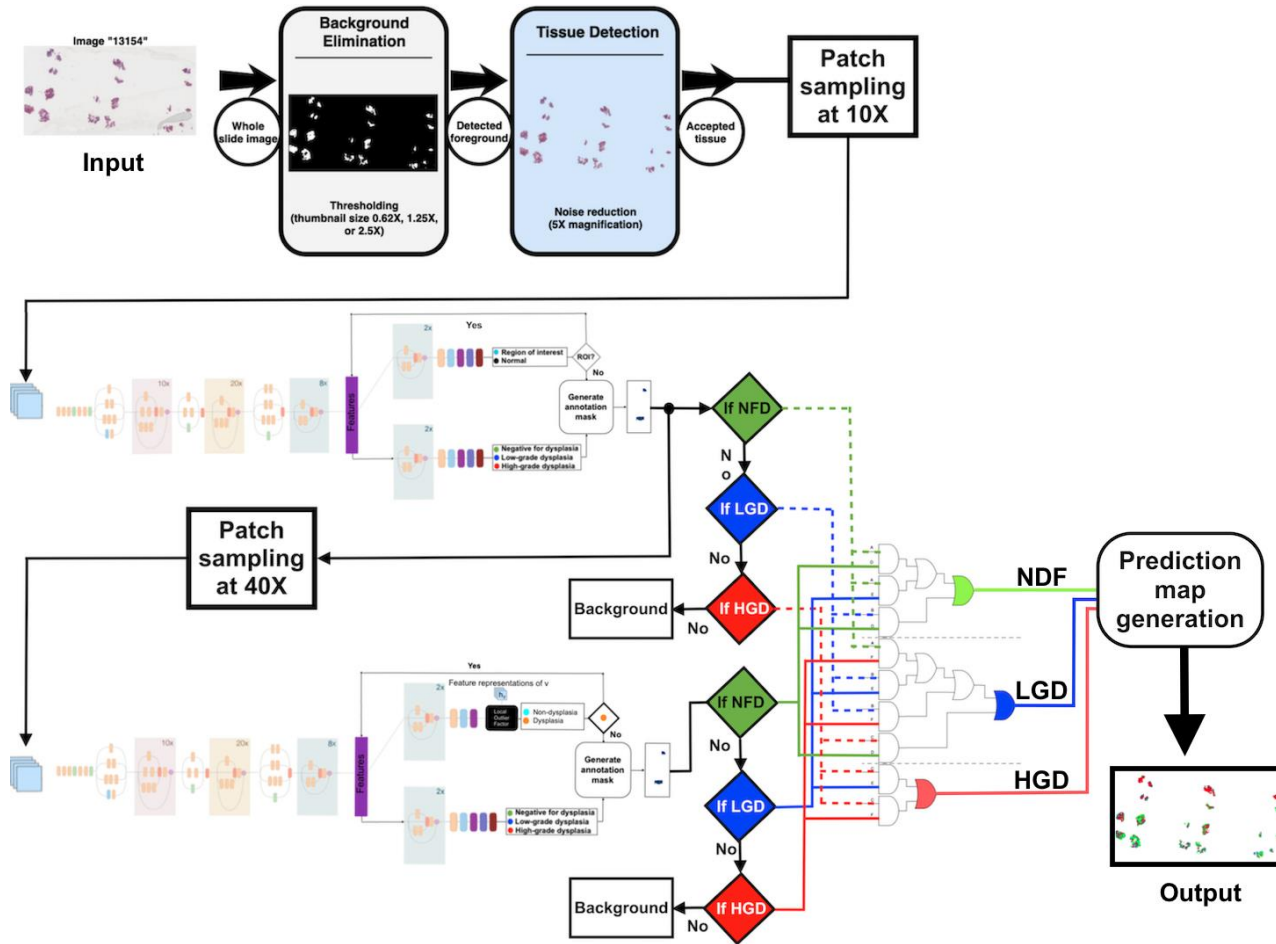 Image "13154"
Input
Whole
slide image
Background
Elimination
Thresholding
(thumbnail size 0.62X, 1.25X,
or 2.5X)
Detected
foreground
Tissue Detection
Noise reduction
(5X magnification)
Accepted
tissue
Patch
sampling
at 10X
Yes
2x
Region of interest
Normal
ROI?
No
10x
20x
8x
Features
Generate
annotation
mask
2x
Negative for dysplasia
Low-grade dysplasia
High-grade dysplasia
If NFD
N
o
If LGD
No
If HGD
No
Background
Patch
sampling
at 40X
Yes
Feature representations of v
2x
Local
Outlier
Factor
Non-dysplasia
Dysplasia
No
10x
20x
8x
Features
Generate
annotation
mask
2x
Negative for dysplasia
Low-grade dysplasia
High-grade dysplasia
If NFD
No
If LGD
No
If HGD
No
Background
NDF
LGD
HGD
Prediction
map
generation
Output